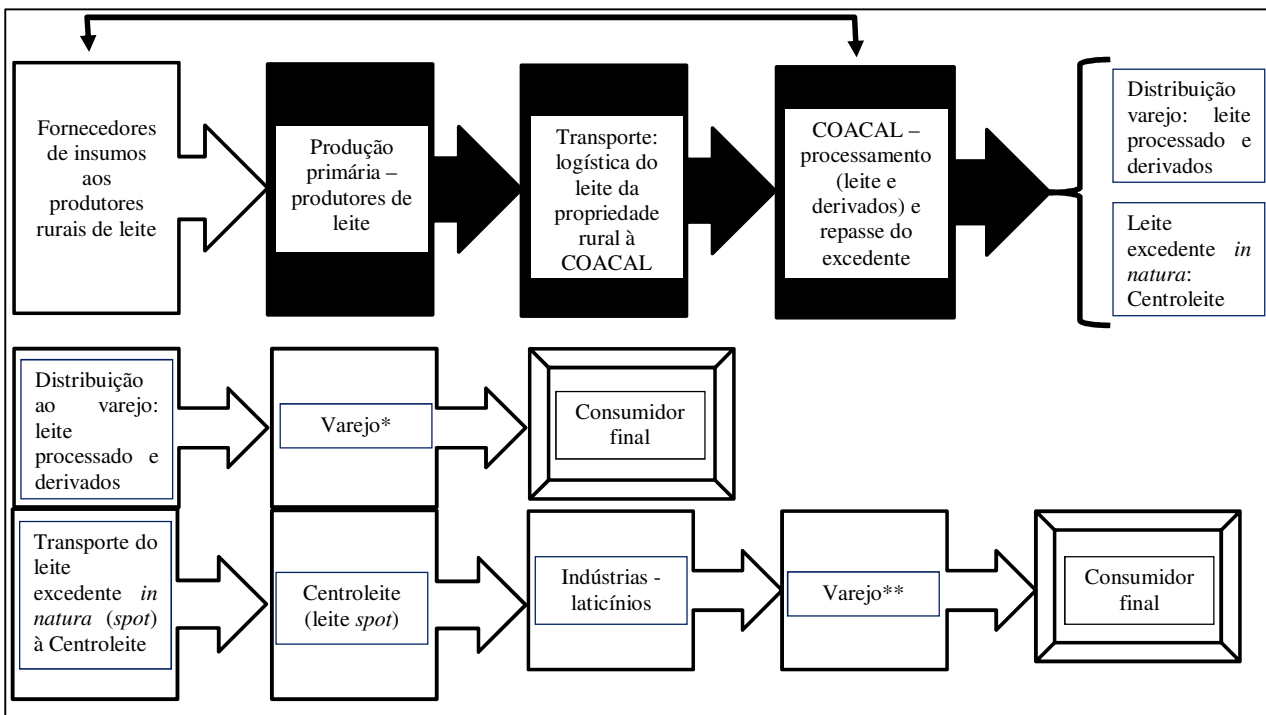 Fornecedores
de insumos
aos
produtores
rurais de leite
Produção
primária –
produtores de
leite
Transporte:
logística do
leite da
propriedade
rural à
COACAL
COACAL –
processamento
(leite e
derivados) e
repasse do
excedente
Distribuição
varejo: leite
processado e
derivados
Leite
excedente in
natura:
Centroleite
Distribuição
ao varejo:
leite
processado e
derivados
Varejo*
Consumidor
final
Transporte do
leite
excedente in
natura (spot)
à Centroleite
Centroleite
(leite spot)
Indústrias -
laticínios
Varejo**
Consumidor
final